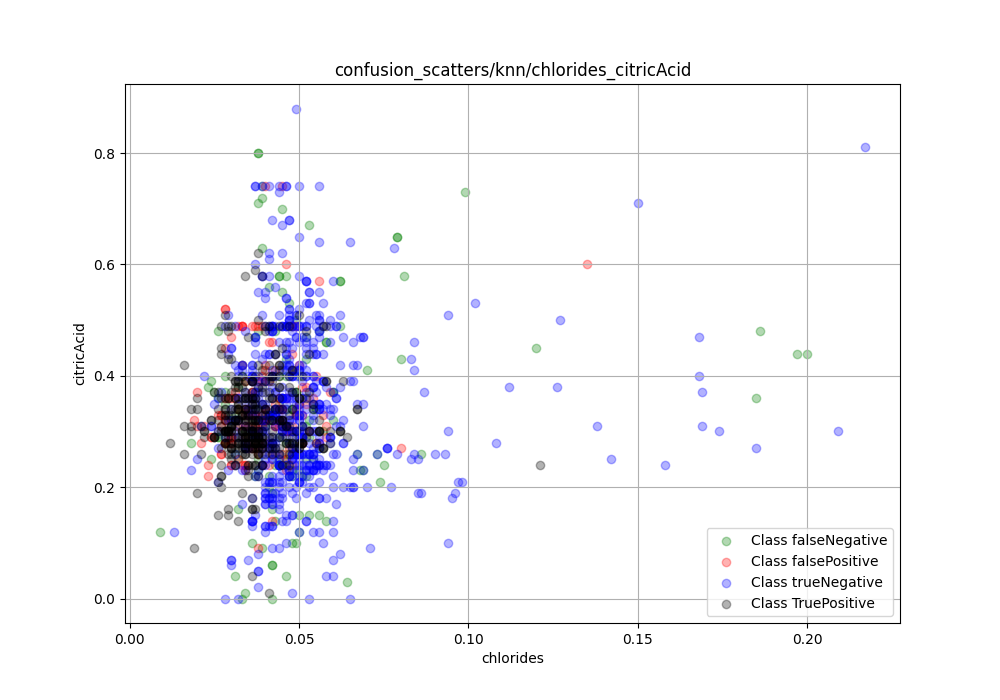 confusion_scatters/knn/chlorides_citricAcid
citricAcid
0.8
0.6
0.4
0.2
0.0
0.00
0.05
0.10
0.15
0.20
chlorides
Class falseNegative
Class falsePositive
Class trueNegative
Class TruePositive